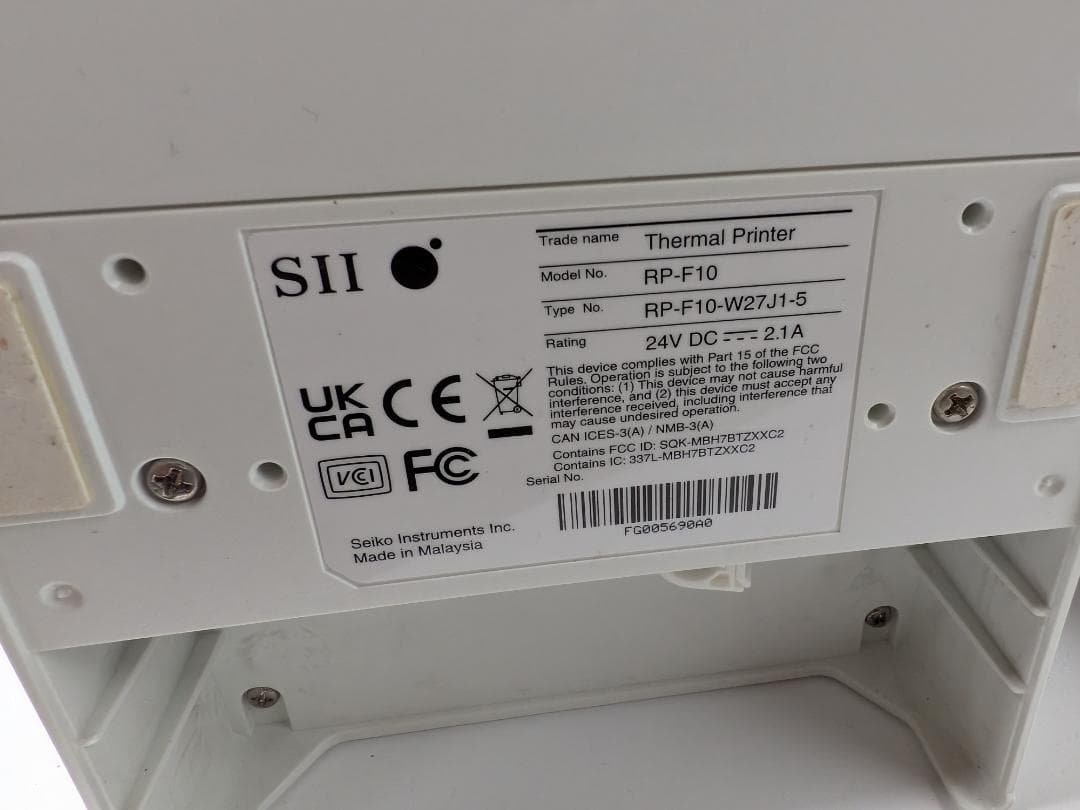 SII
Trade name Thermal Printer
Model No. RP-F10
Type No. RP-F10-W27J1-5
Rating 24V DC 2.1A
This device complies with Part 15 of the FCC
Rules. Operation is subject to the following two
conditions: (1) This device may not cause harmful
interference, and (2) this device must accept any
interference received, including interference that
may cause undesired operation.
CAN ICES-3(A) / NMB-3(A)
Contains FCC ID: SQK-MBH7BTZXXC2
Contains IC: 337L-MBH7BTZXXC2
Serial No.
FG005690A0
UK
CA CE
VCI FC
Seiko Instruments Inc.
Made in Malaysia